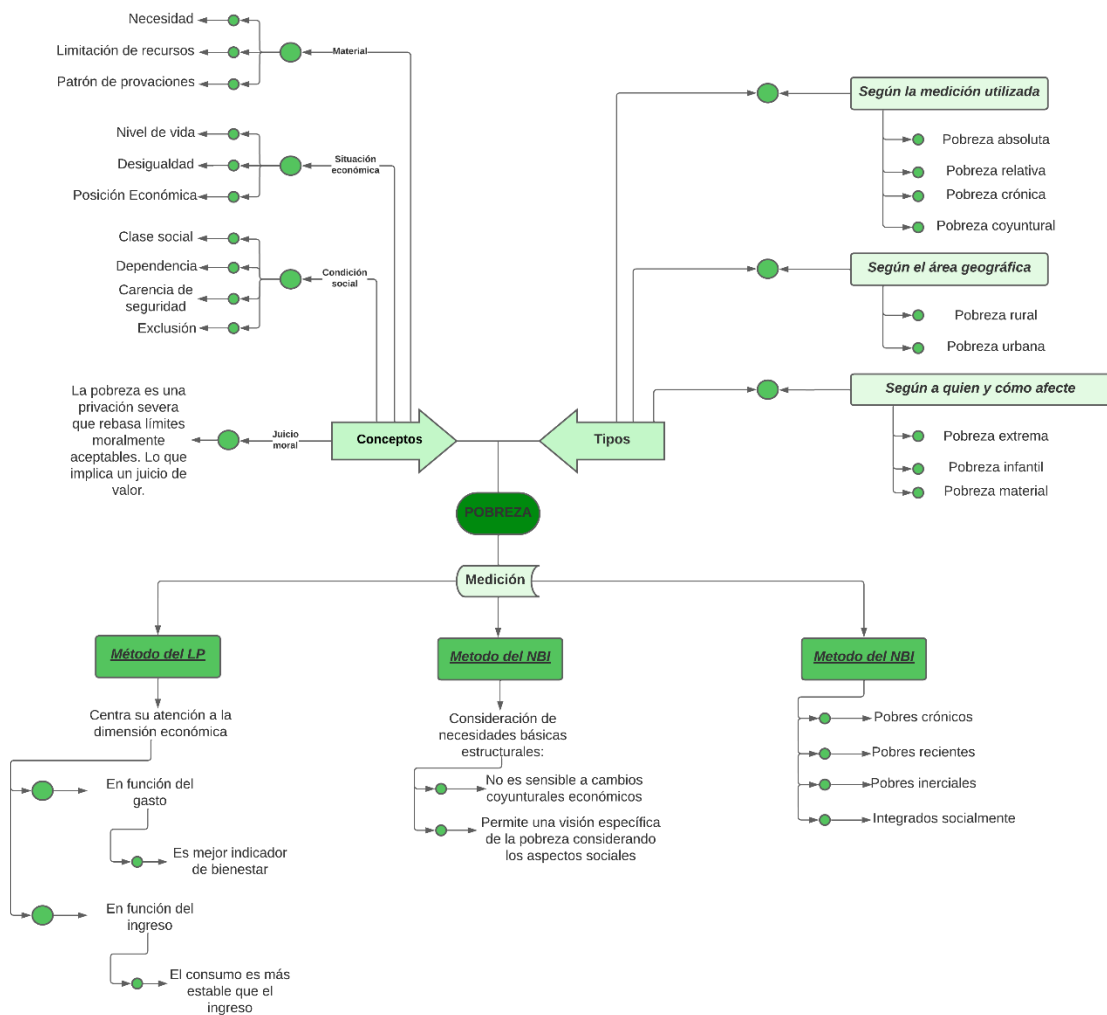 Necesidad
Limitación de recursos
Patrón de provaciones
Material
Nivel de vida
Desigualdad
Posición Económica
Situación
económica
Clase social
Dependencia
Carencia de
seguridad
Exclusión
Condición
social
La pobreza es una
privación severa
que rebasa límites
moralmente
aceptables. Lo que
implica un juicio de
valor.
Juicio
moral
Conceptos
Tipos
Según la medición utilizada
Pobreza absoluta
Pobreza relativa
Pobreza crónica
Pobreza coyuntural
Según el área geográfica
Pobreza rural
Pobreza urbana
Según a quien y cómo afecte
Pobreza extrema
Pobreza infantil
Pobreza material
POBREZA
Medición
Método del LP
Centra su atención a la
dimensión económica
En función del
gasto
Es mejor indicador
de bienestar
En función del
ingreso
El consumo es más
estable que el
ingreso
Metodo del NBI
Consideración de
necesidades básicas
estructurales:
No es sensible a cambios
coyunturales económicos
Permite una visión específica
de la pobreza considerando
los aspectos sociales
Metodo del NBI
Pobres crónicos
Pobres recientes
Pobres inerciales
Integrados socialmente